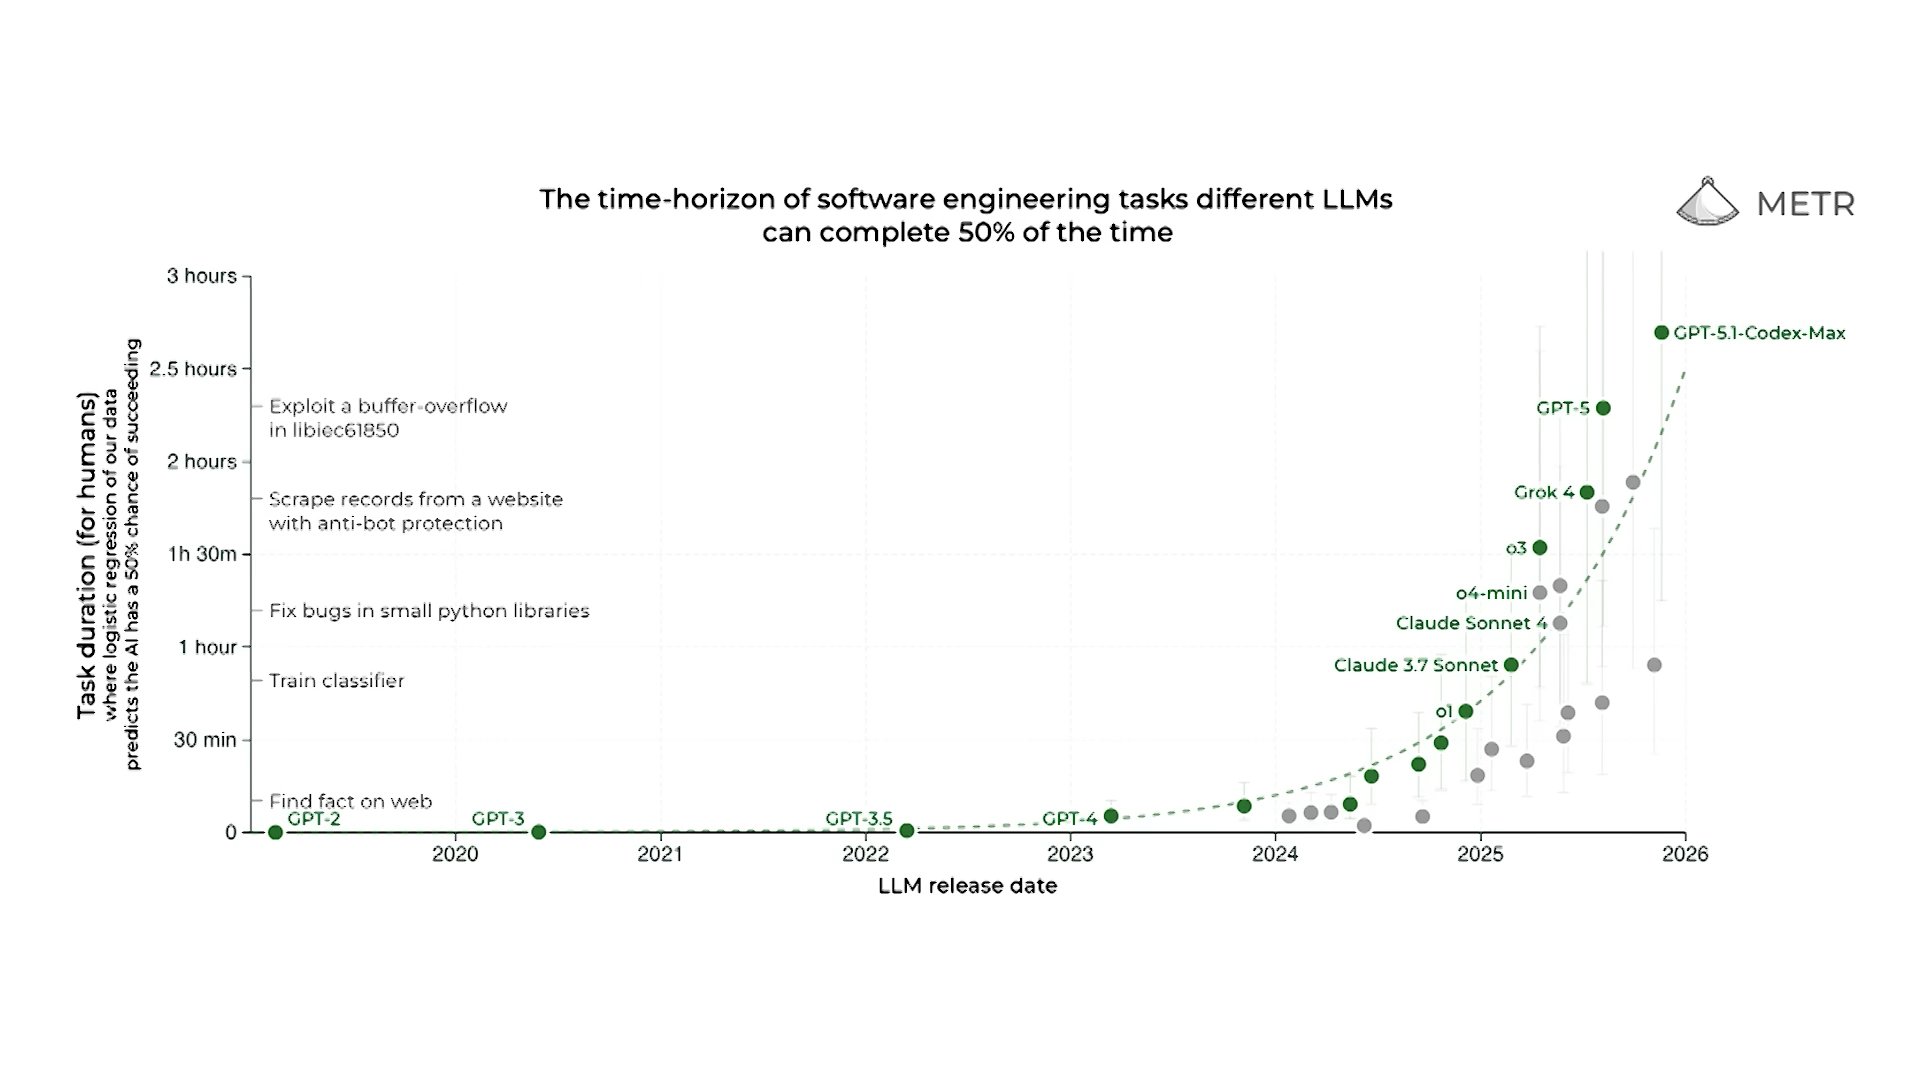 The time-horizon of software engineering tasks different LLMs
can complete 50% of the time
METR
Task duration (for humans)
where logistic regression of our data
predicts the AI has a 50% chance of succeeding
3 hours
2.5 hours
2 hours
1h 30m
1 hour
30 min
0
Exploit a buffer-overflow
in libiec61850
Scrape records from a website
with anti-bot protection
Fix bugs in small python libraries
Train classifier
Find fact on web
GPT-2
GPT-3
GPT-3.5
GPT-4
o1
Claude 3.7 Sonnet
Claude Sonnet 4
o4-mini
o3
Grok 4
GPT-5
GPT-5.1-Codex-Max
2020
2021
2022
2023
2024
2025
2026
LLM release date